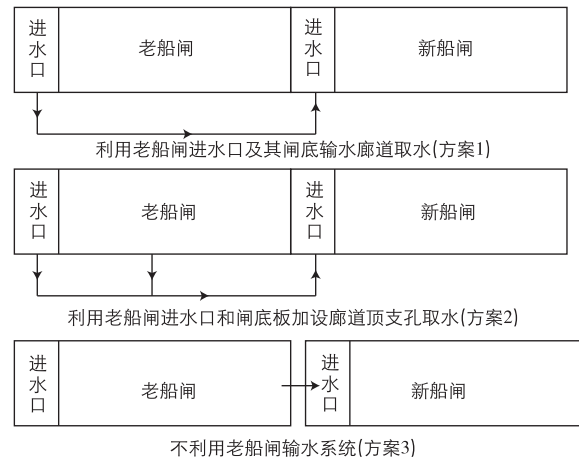 进水口 老船闸 进水口 新船闸
利用老船闸进水口及其闸底输水廊道取水(方案1)
进水口 老船闸 进水口 新船闸
利用老船闸进水口和闸底板加设廊道顶支孔取水(方案2)
进水口 老船闸 进水口 新船闸
不利用老船闸输水系统(方案3)